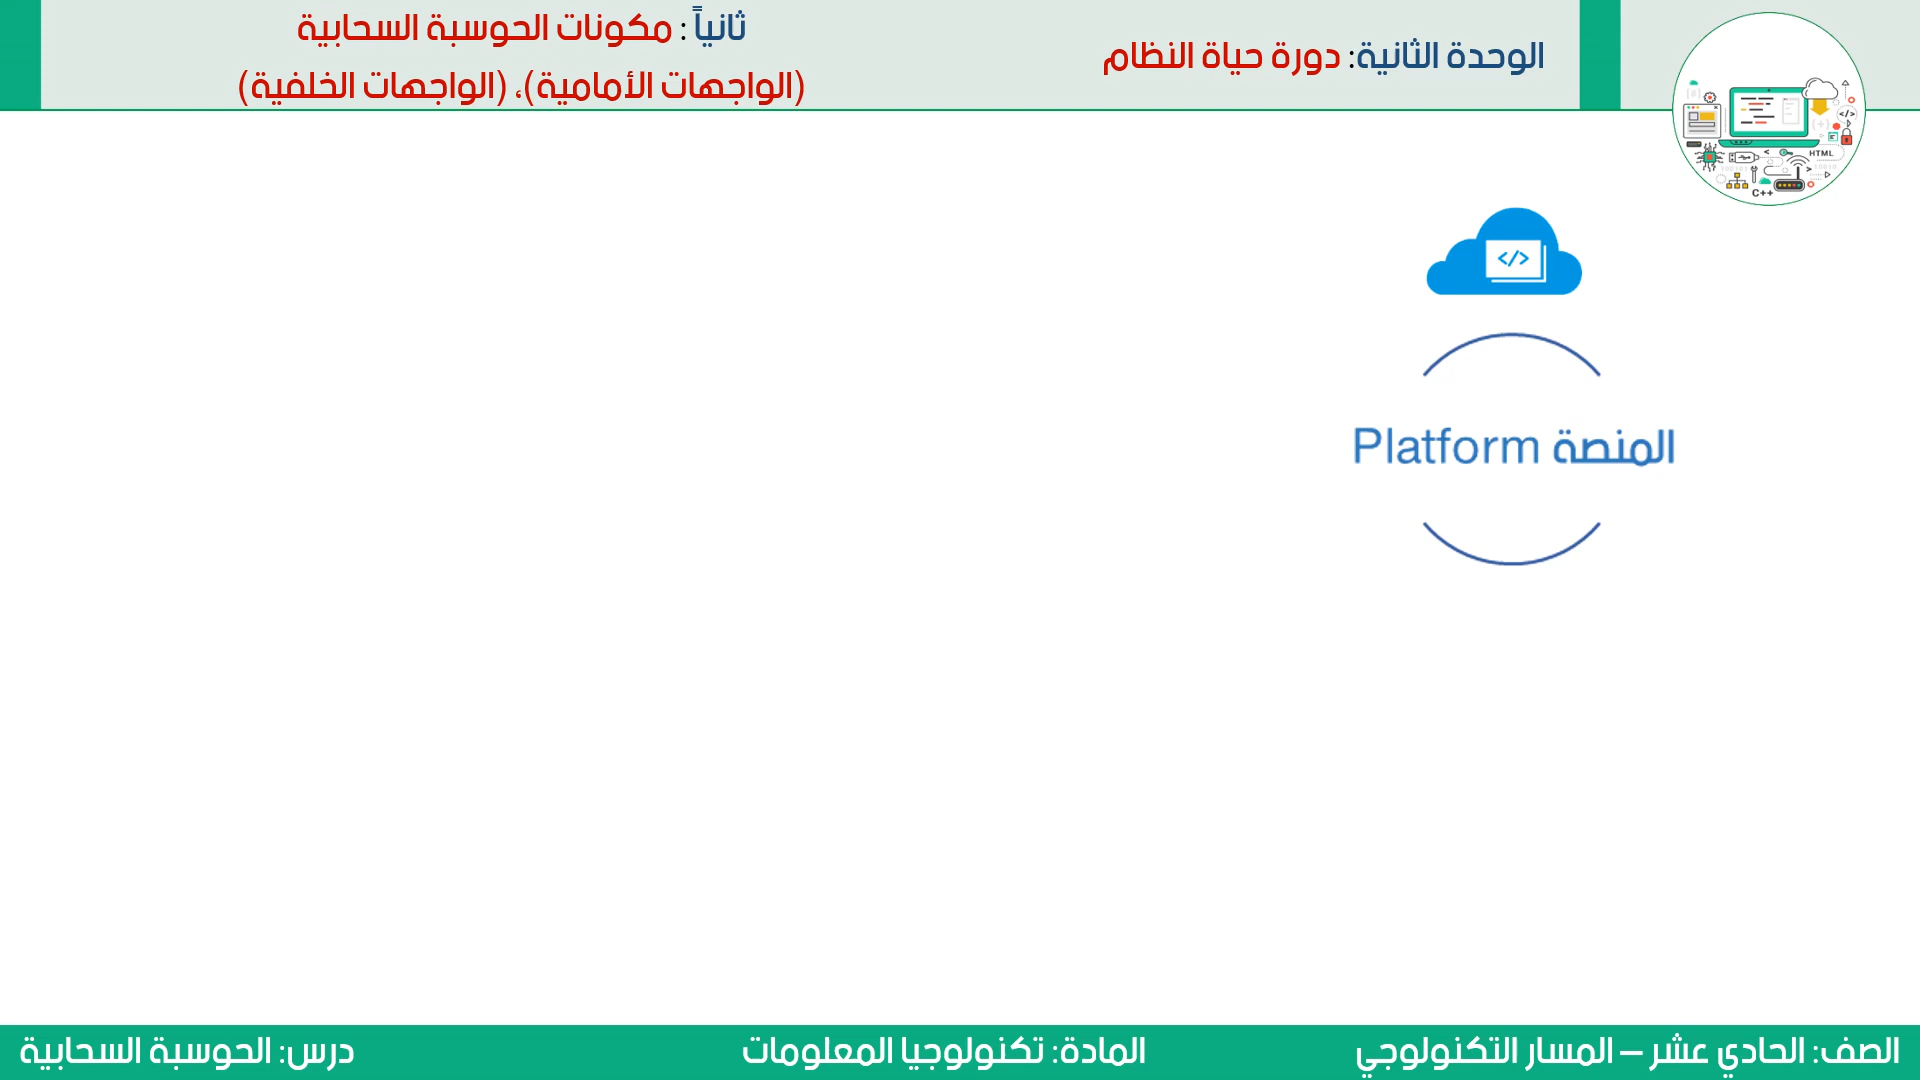 الوحدة الثانية: دورة حياة النظام
ثانياً : مكونات الحوسبة السحابية
(الواجهات الأمامية)، (الواجهات الخلفية)
</>
HTML
C++
</>
المنصة Platform
الصف: الحادي عشر – المسار التكنولوجي
المادة: تكنولوجيا المعلومات
درس: الحوسبة السحابية